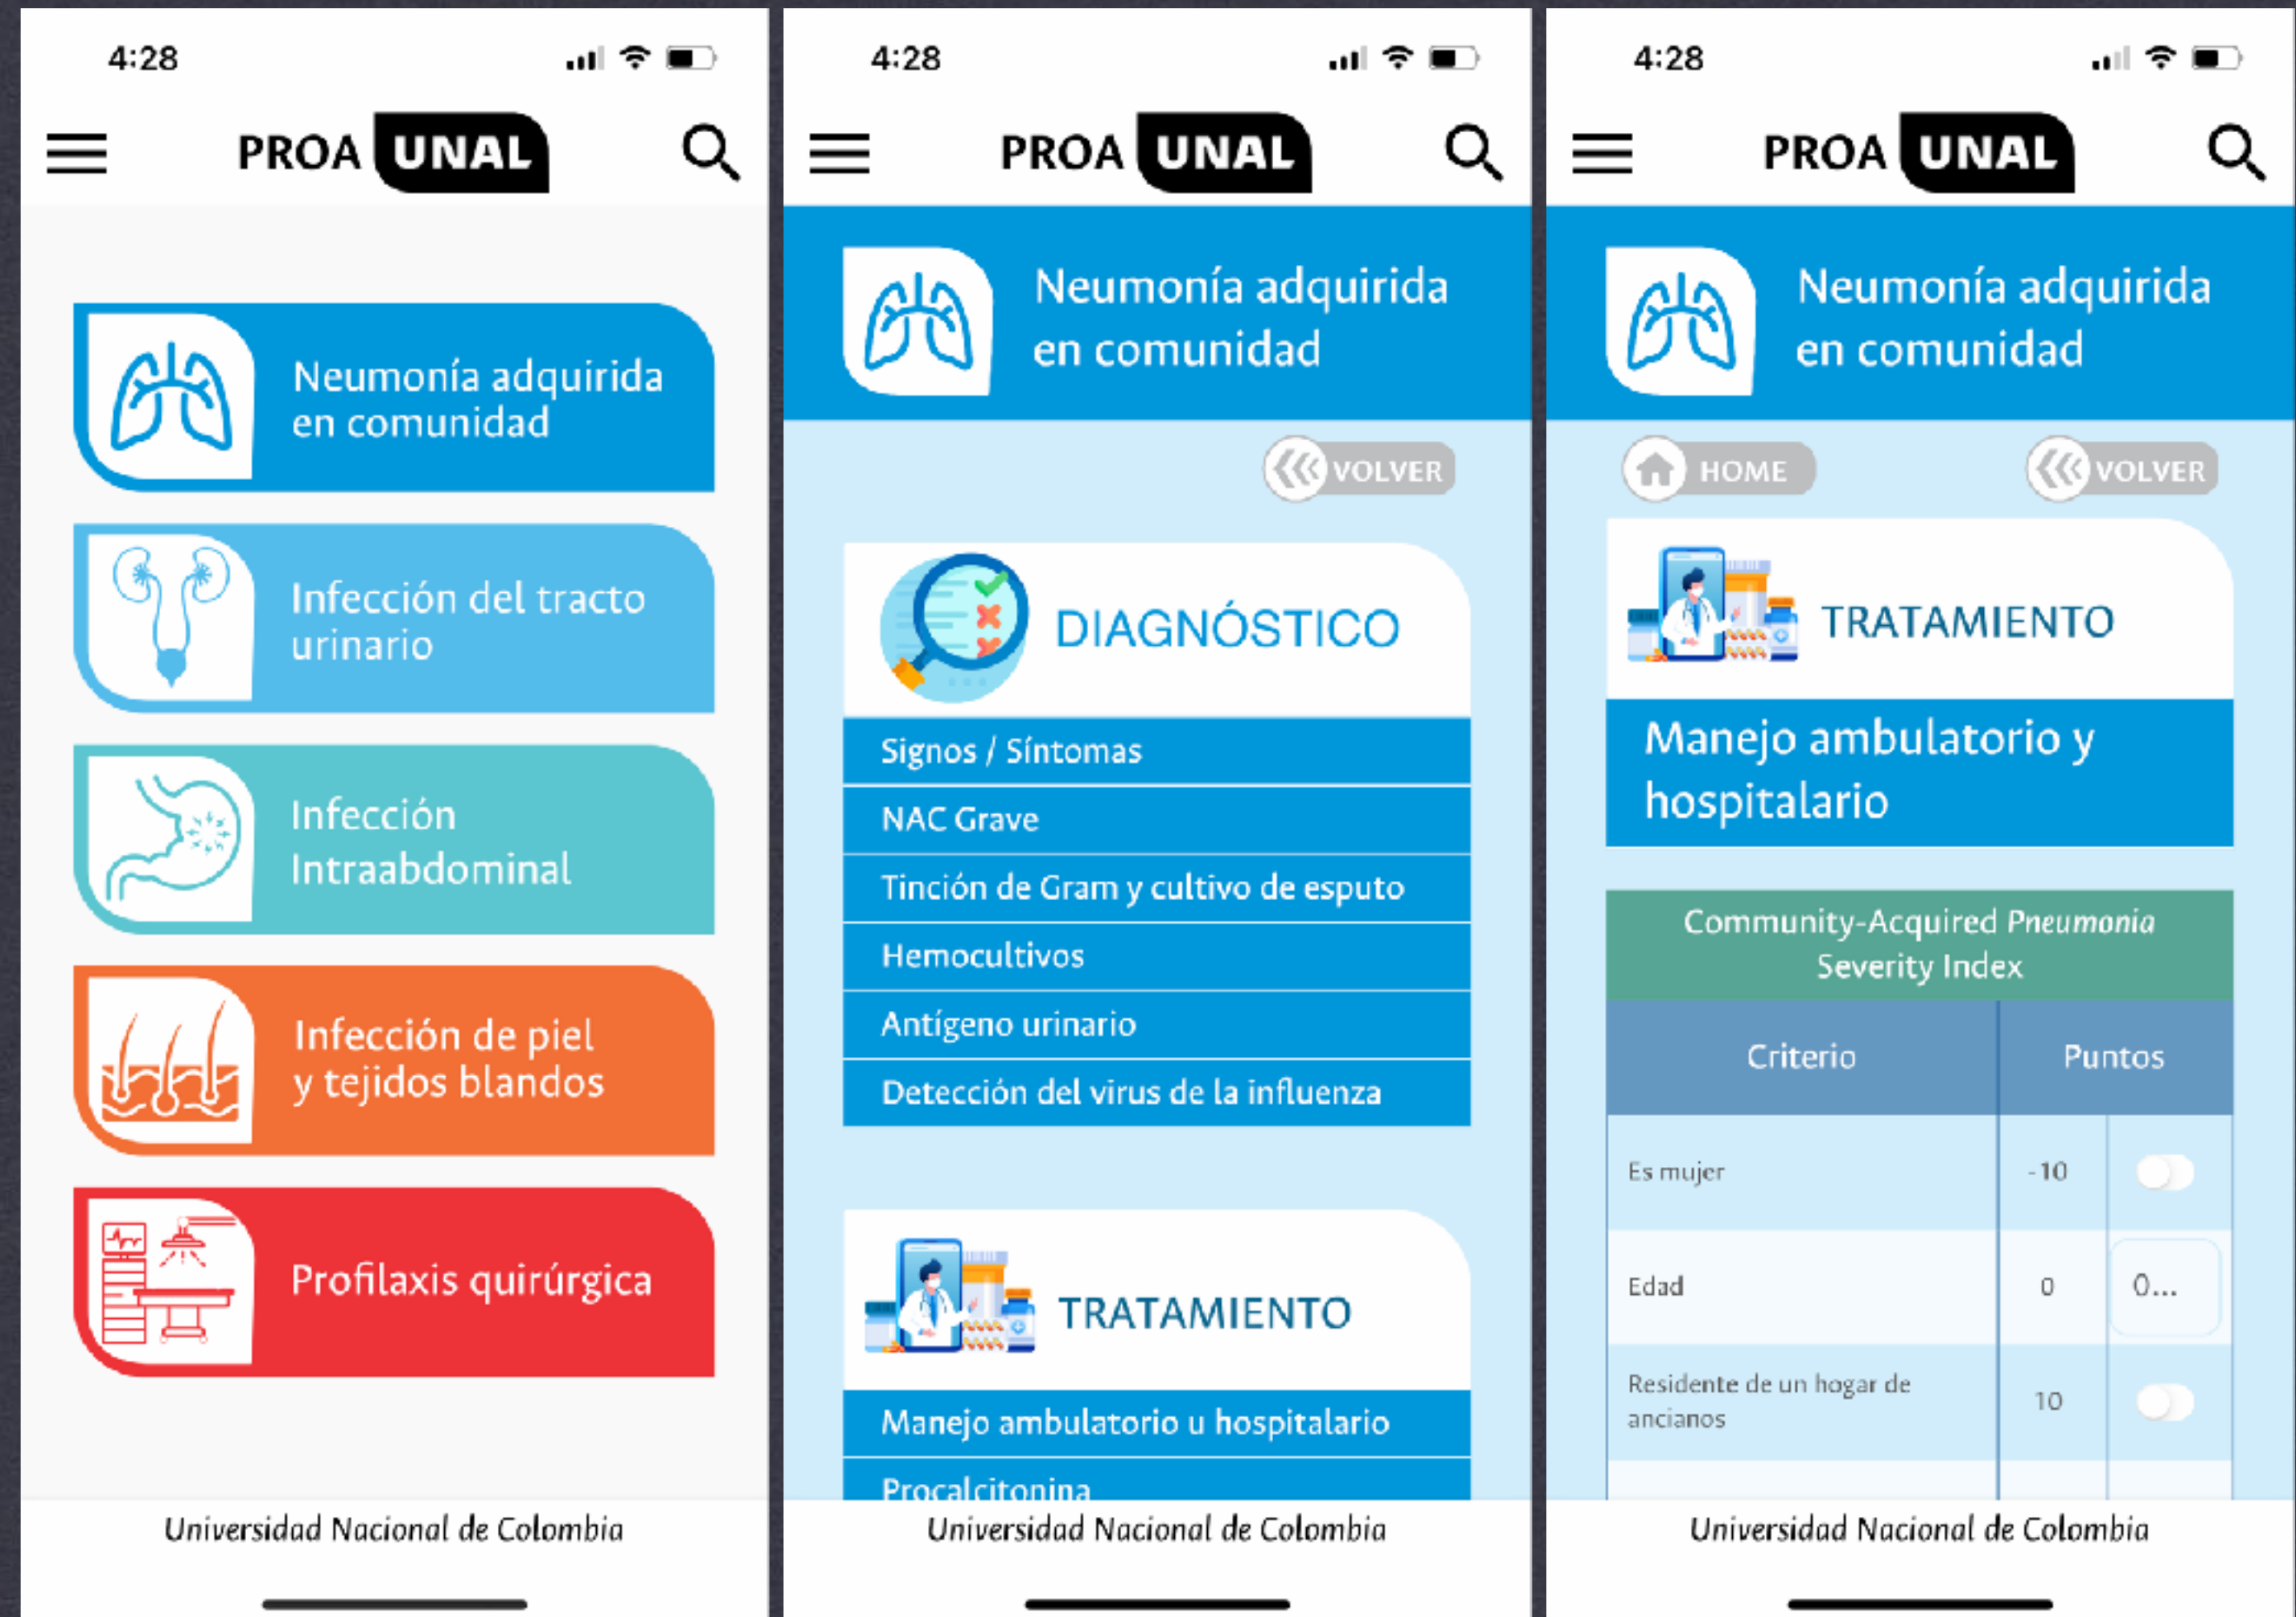 4:28
PROA UNAL
Neumonía adquirida
en comunidad
Infección del tracto
urinario
Infección
Intraabdominal
Infección de piel
y tejidos blandos
Profilaxis quirúrgica
Universidad Nacional de Colombia
4:28
PROA UNAL
Neumonía adquirida
en comunidad
VOLVER
DIAGNÓSTICO
Signos / Síntomas
NAC Grave
Tinción de Gram y cultivo de esputo
Hemocultivos
Antígeno urinario
Detección del virus de la influenza
TRATAMIENTO
Manejo ambulatorio u hospitalario
Procalcitonina
Universidad Nacional de Colombia
4:28
PROA UNAL
Neumonía adquirida
en comunidad
HOME VOLVER
TRATAMIENTO
Manejo ambulatorio y
hospitalario
Community-Acquired Pneumonia
Severity Index
Criterio Puntos
Es mujer -10
Edad 0 0...
Residente de un hogar de
ancianos 10
Universidad Nacional de Colombia